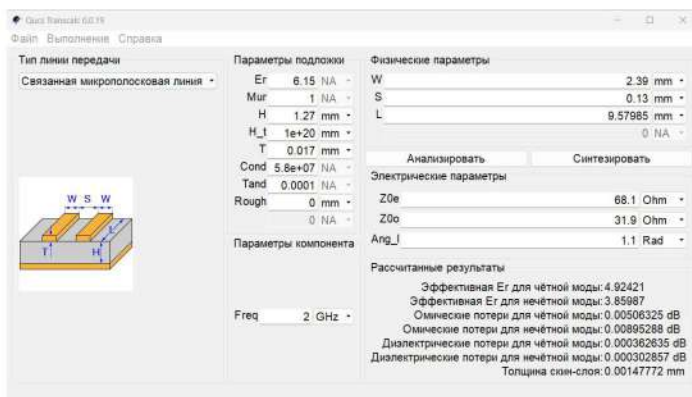 Qucs Transcalc 0.0.19
Файл Выполнение Справка
Тип линии передачи
Связанная микрополосковая линия
W S W
L
T
H
Параметры подложки
Er 6.15 NA
Mur 1 NA
H 1.27 mm
H_t 1e+20 mm
T 0.017 mm
Cond 5.8e+07 NA
Tand 0.0001 NA
Rough 0 mm
0 NA
Параметры компонента
Freq 2 GHz
Физические параметры
W 2.39 mm
S 0.13 mm
L 9.57985 mm
0 NA
Анализировать Синтезировать
Электрические параметры
Z0e 68.1 Ohm
Z0o 31.9 Ohm
Ang_l 1.1 Rad
Рассчитанные результаты
Эффективная Er для чётной моды: 4.92421
Эффективная Er для нечётной моды: 3.85987
Омические потери для чётной моды: 0.00506325 dB
Омические потери для нечётной моды: 0.00895288 dB
Диэлектрические потери для чётной моды: 0.000362635 dB
Диэлектрические потери для нечётной моды: 0.000302857 dB
Толщина скин-слоя: 0.00147772 mm